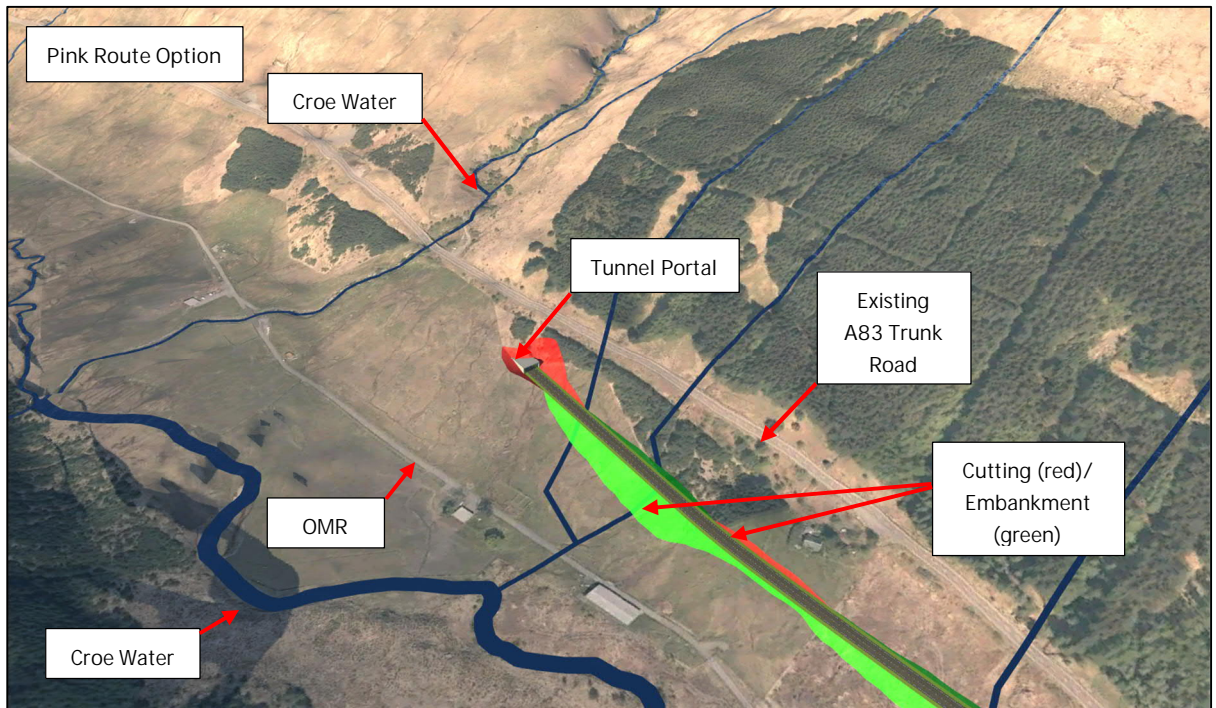 Pink Route Option
Croe Water
Tunnel Portal
Existing
A83 Trunk
Road
Cutting (red)/
Embankment
(green)
OMR
Croe Water